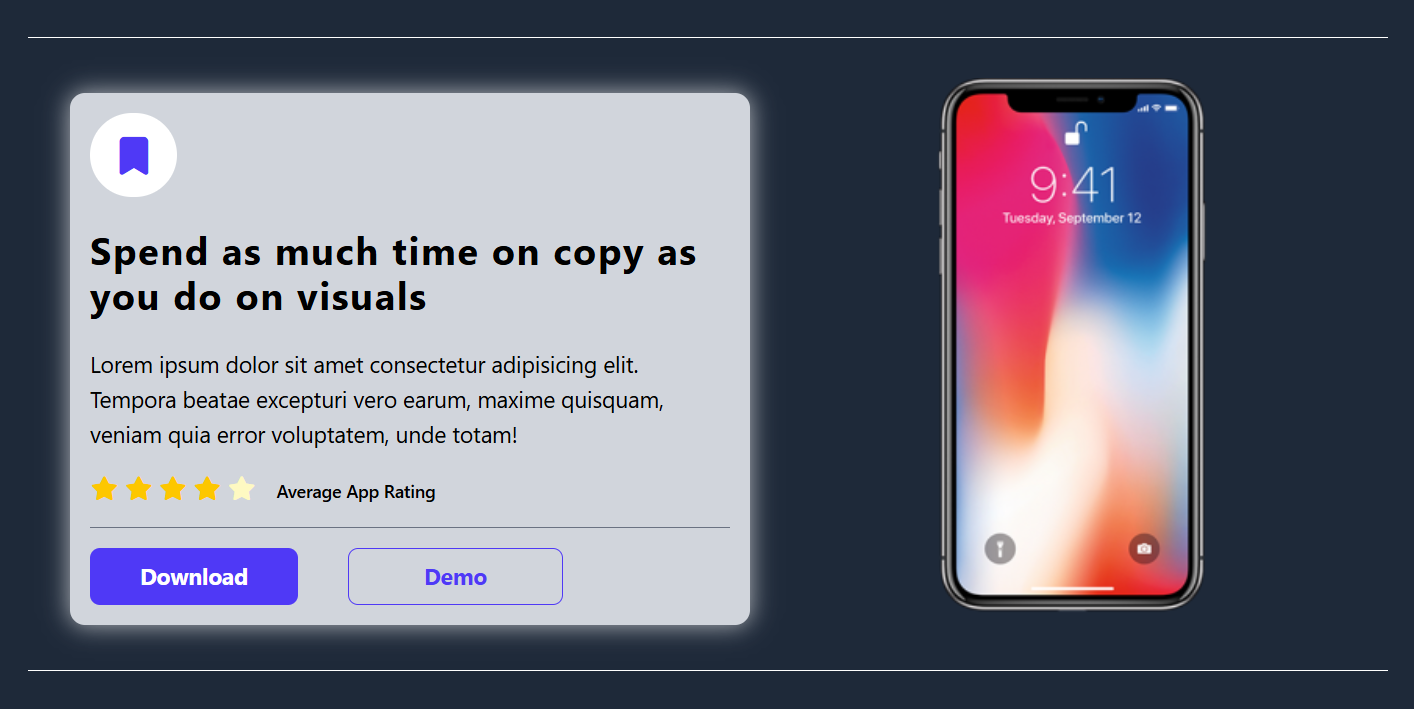 Spend as much time on copy as
you do on visuals
Lorem ipsum dolor sit amet consectetur adipisicing elit.
Tempora beatae excepturi vero earum, maxime quisquam,
veniam quia error voluptatem, unde totam!
Average App Rating
Download
Demo
9:41
Tuesday, September 12